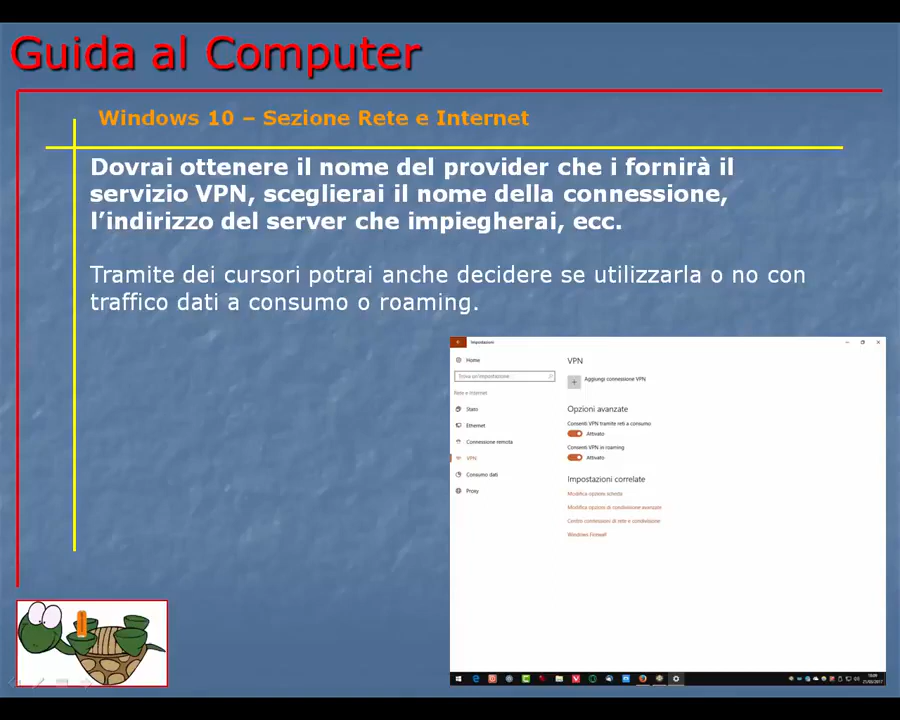 Guida al Computer
Windows 10 – Sezione Rete e Internet
Dovrai ottenere il nome del provider che i fornirà il
servizio VPN, sceglierai il nome della connessione,
l’indirizzo del server che impiegherai, ecc.
Tramite dei cursori potrai anche decidere se utilizzarla o no con
traffico dati a consumo o roaming.
Impostazioni
Home
Trova un'impostazione
Rete e Internet
Stato
Ethernet
Connessione remota
VPN
Consumo dati
Proxy
VPN
Aggiungi connessione VPN
Opzioni avanzate
Consenti VPN tramite reti a consumo
Attivato
Consenti VPN in roaming
Attivato
Impostazioni correlate
Modifica opzioni scheda
Modifica opzioni di condivisione avanzate
Centro connessioni di rete e condivisione
Windows Firewall